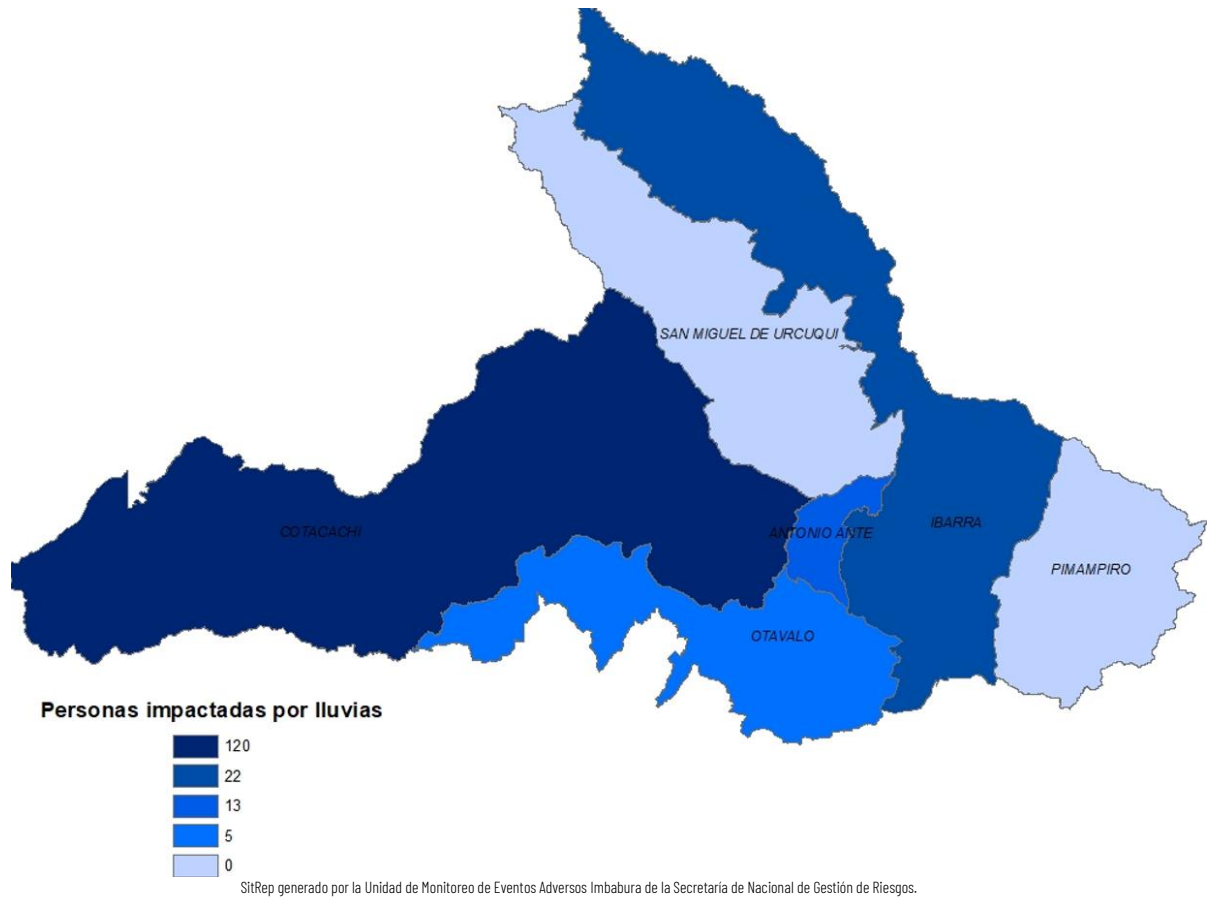 SAN MIGUEL DE URCUQUI
COTACACHI
ANTONIO ANTE
IBARRA
PIMAMPIRO
OTAVALO
Personas impactadas por lluvias
120
22
13
5
0
SitRep generado por la Unidad de Monitoreo de Eventos Adversos Imbabura de la Secretaría de Nacional de Gestión de Riesgos.